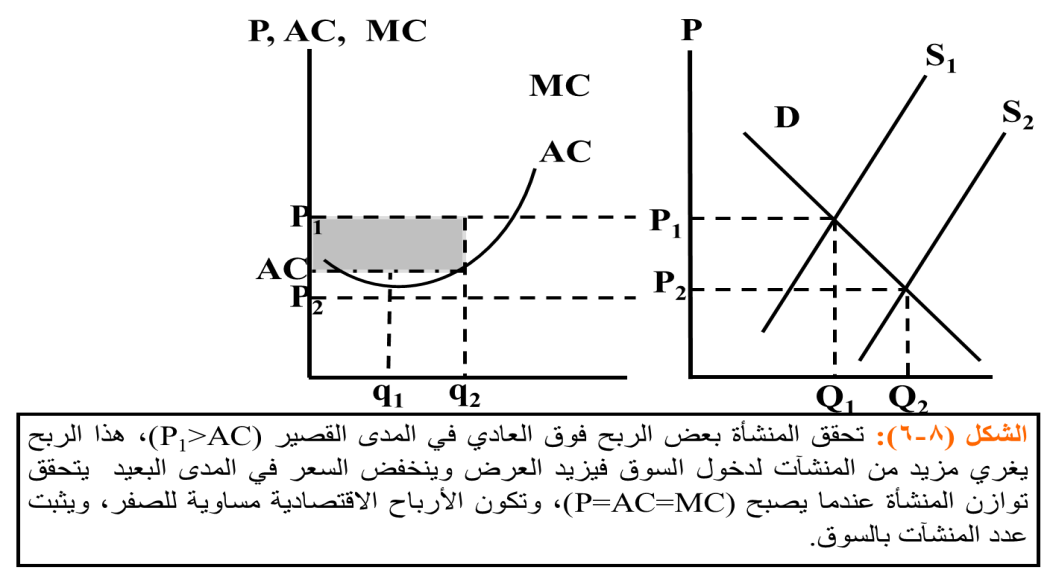 P, AC, MC
MC
AC
P₁
AC
P₂
q₁ q₂
P
S₁
S₂
D
P₁
P₂
Q₁ Q₂
الشكل (٨-٦): تحقق المنشأة بعض الربح فوق العادي في المدى القصير (P₁>AC)، هذا الربح
يغري مزيد من المنشآت لدخول السوق فيزيد العرض وينخفض السعر في المدى البعيد يتحقق
توازن المنشأة عندما يصبح (P=AC=MC)، وتكون الأرباح الاقتصادية مساوية للصفر، ويثبت
عدد المنشآت بالسوق.